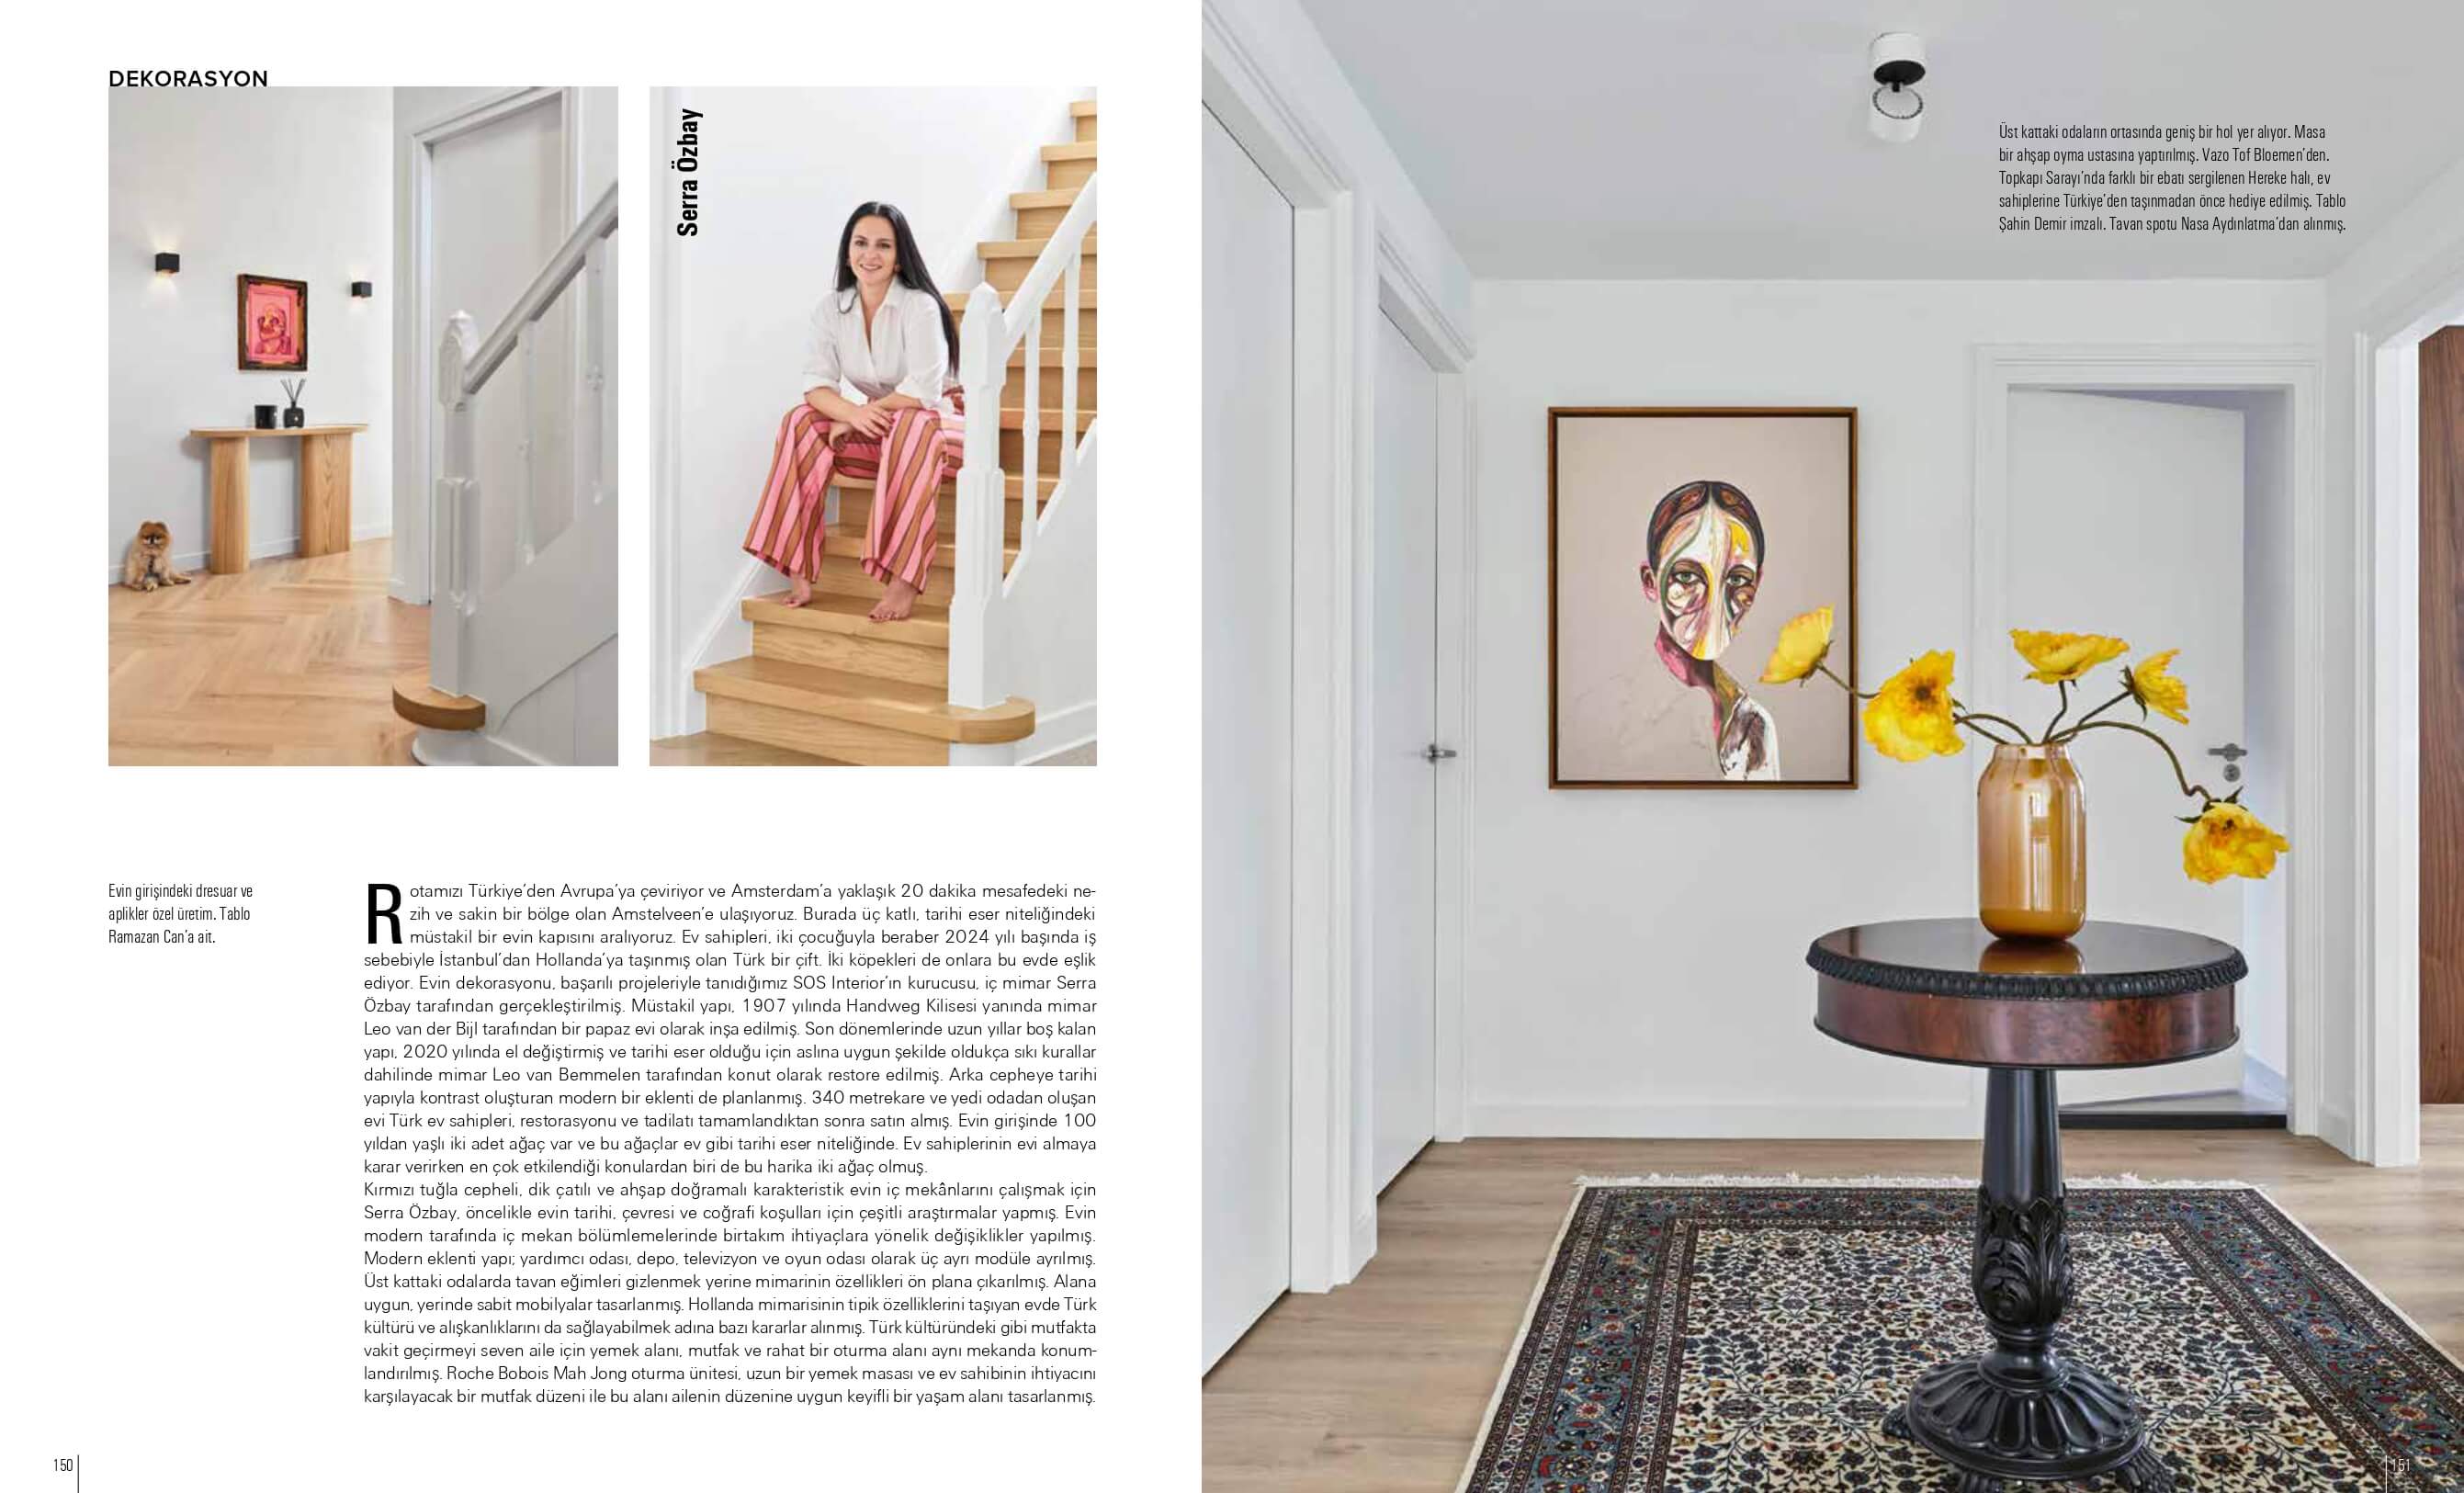 DEKORASYON
Serra Özbay
Evin girişindeki dresuar ve
aplikler özel üretim. Tablo
Ramazan Can'a ait.
Rotamızı Türkiye'den Avrupa'ya çeviriyor ve Amsterdam'a yaklaşık 20 dakika mesafedeki ne-
zih ve sakin bir bölge olan Amstelveen'e ulaşıyoruz. Burada üç katlı, tarihi eser niteliğindeki
müstakil bir evin kapısını aralıyoruz. Ev sahipleri, iki çocuğuyla beraber 2024 yılı başında iş
sebebiyle İstanbul'dan Hollanda'ya taşınmış olan Türk bir çift. İki köpekleri de onlara bu evde eşlik
ediyor. Evin dekorasyonu, başarılı projeleriyle tanıdığımız SOS Interior'ın kurucusu, iç mimar Serra
Özbay tarafından gerçekleştirilmiş. Müstakil yapı, 1907 yılında Handweg Kilisesi yanında mimar
Leo van der Bijl tarafından bir papaz evi olarak inşa edilmiş. Son dönemlerinde uzun yıllar boş kalan
yapı, 2020 yılında el değiştirmiş ve tarihi eser olduğu için aslına uygun şekilde oldukça sıkı kurallar
dahilinde mimar Leo van Bemmelen tarafından konut olarak restore edilmiş. Arka cepheye tarihi
yapıyla kontrast oluşturan modern bir eklenti de planlanmış. 340 metrekare ve yedi odadan oluşan
evi Türk ev sahipleri, restorasyonu ve tadilatı tamamlandıktan sonra satın almış. Evin girişinde 100
yıldan yaşlı iki adet ağaç var ve bu ağaçlar ev gibi tarihi eser niteliğinde. Ev sahiplerinin evi almaya
karar verirken en çok etkilendiği konulardan biri de bu harika iki ağaç olmuş.
Kırmızı tuğla cepheli, dik çatılı ve ahşap doğramalı karakteristik evin iç mekânlarını çalışmak için
Serra Özbay, öncelikle evin tarihi, çevresi ve coğrafi koşulları için çeşitli araştırmalar yapmış. Evin
modern tarafında iç mekan bölümlemelerinde birtakım ihtiyaçlara yönelik değişiklikler yapılmış.
Modern eklenti yapı; yardımcı odası, depo, televizyon ve oyun odası olarak üç ayrı modüle ayrılmış.
Üst kattaki odalarda tavan eğimleri gizlenmek yerine mimarinin özellikleri ön plana çıkarılmış. Alana
uygun, yerinde sabit mobilyalar tasarlanmış. Hollanda mimarisinin tipik özelliklerini taşıyan evde Türk
kültürü ve alışkanlıklarını da sağlayabilmek adına bazı kararlar alınmış. Türk kültüründeki gibi mutfakta
vakit geçirmeyi seven aile için yemek alanı, mutfak ve rahat bir oturma alanı aynı mekanda konum-
landırılmış. Roche Bobois Mah Jong oturma ünitesi, uzun bir yemek masası ve ev sahibinin ihtiyacını
karşılayacak bir mutfak düzeni ile bu alanı ailenin düzenine uygun keyifli bir yaşam alanı tasarlanmış.
150
Üst kattaki odaların ortasında geniş bir hol yer alıyor. Masa
bir ahşap oyma ustasına yaptırılmış. Vazo Tof Bloemen'den.
Topkapı Sarayı'nda farklı bir ebatı sergilenen Hereke halı, ev
sahiplerine Türkiye'den taşınmadan önce hediye edilmiş. Tablo
Şahin Demir imzalı. Tavan spotu Nasa Aydınlatma'dan alınmış.
151